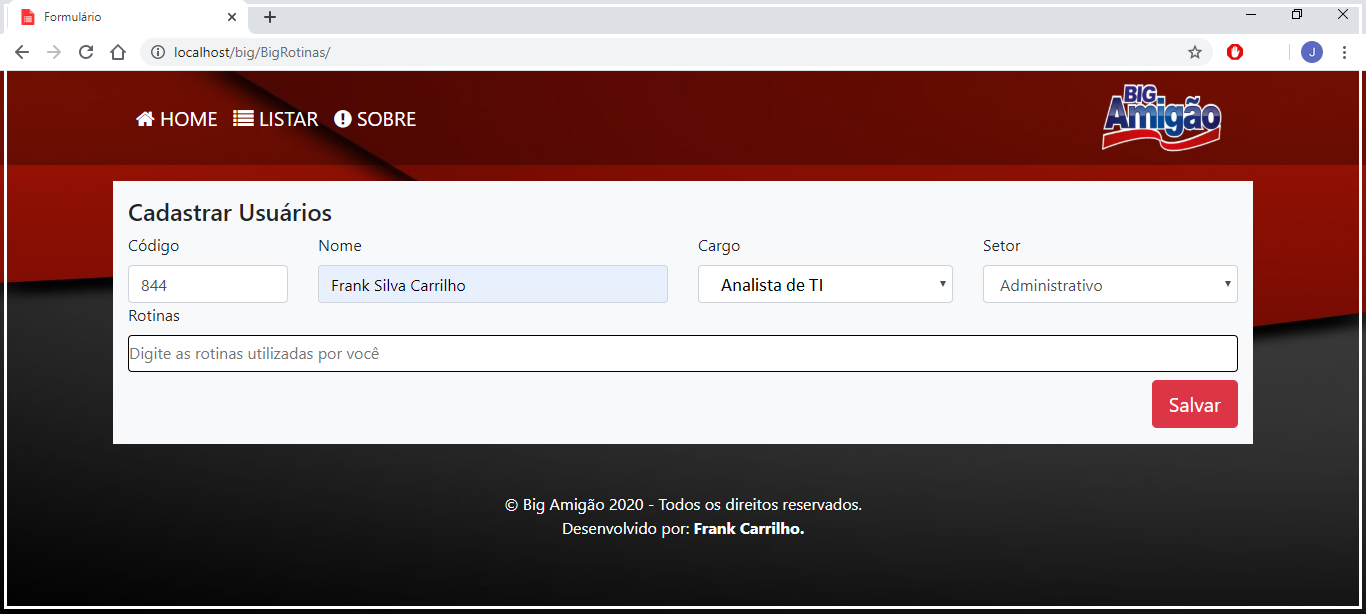 Formulário
localhost/big/BigRotinas/
J
HOME LISTAR SOBRE
BIG
Amigão
Cadastrar Usuários
Código Nome Cargo Setor
844 Frank Silva Carrilho Analista de TI Administrativo
Rotinas
Digite as rotinas utilizadas por você
Salvar
© Big Amigão 2020 - Todos os direitos reservados.
Desenvolvido por: Frank Carrilho.